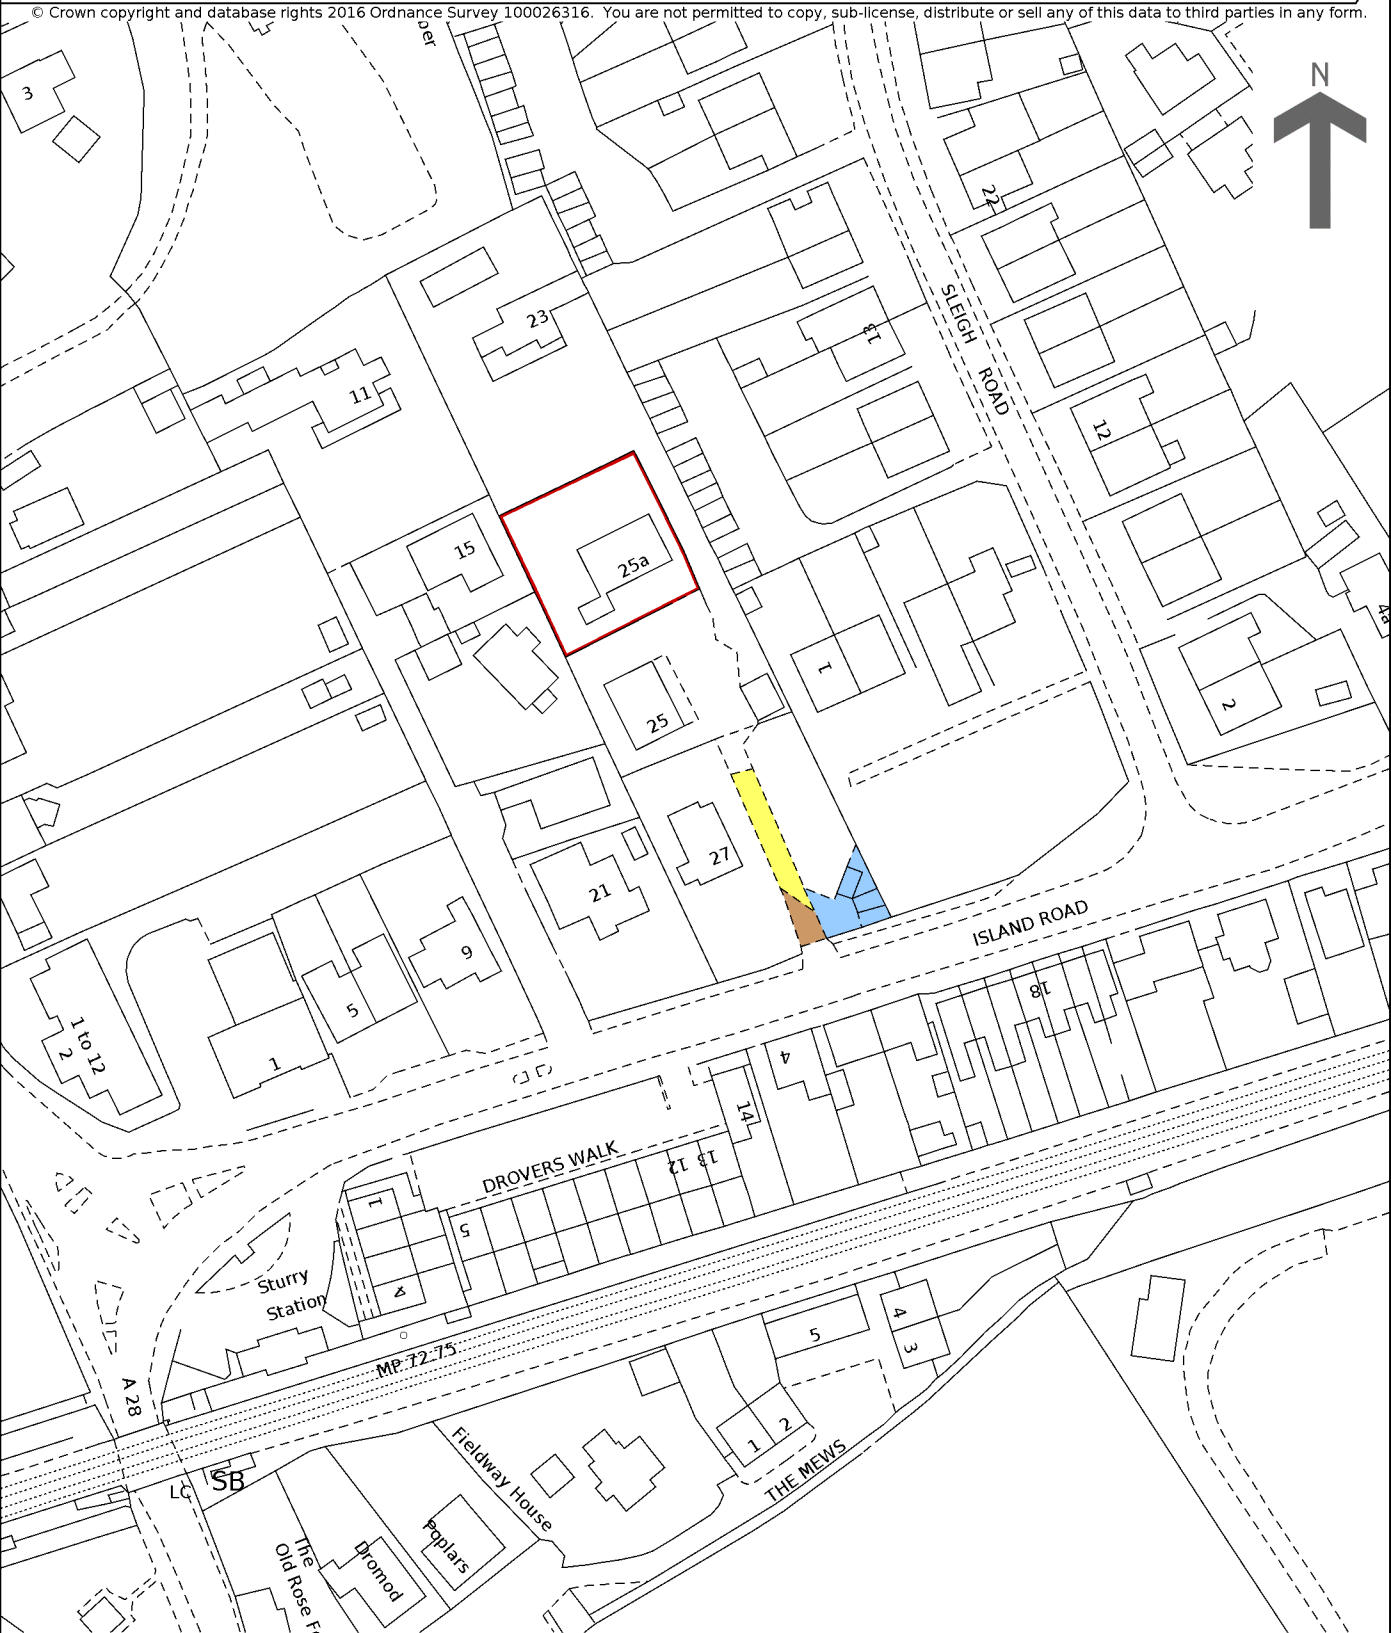 © Crown copyright and database rights 2016 Ordnance Survey 100026316. You are not permitted to copy, sub-license, distribute or sell any of this data to third parties in any form.
N
3
22
23
13
SLEIGH ROAD
11
12
15
25a
4a
1
2
25
27
21
ISLAND ROAD
9
5
18
1 to 12
2
1
4
14
DROVERS WALK
12
13
1
5
Sturry
Station
4
5
4
3
MP 72.75
A 28
2
1
THE MEWS
Fieldway House
SB
LC
Poplars
Dromod
The
Old Rose